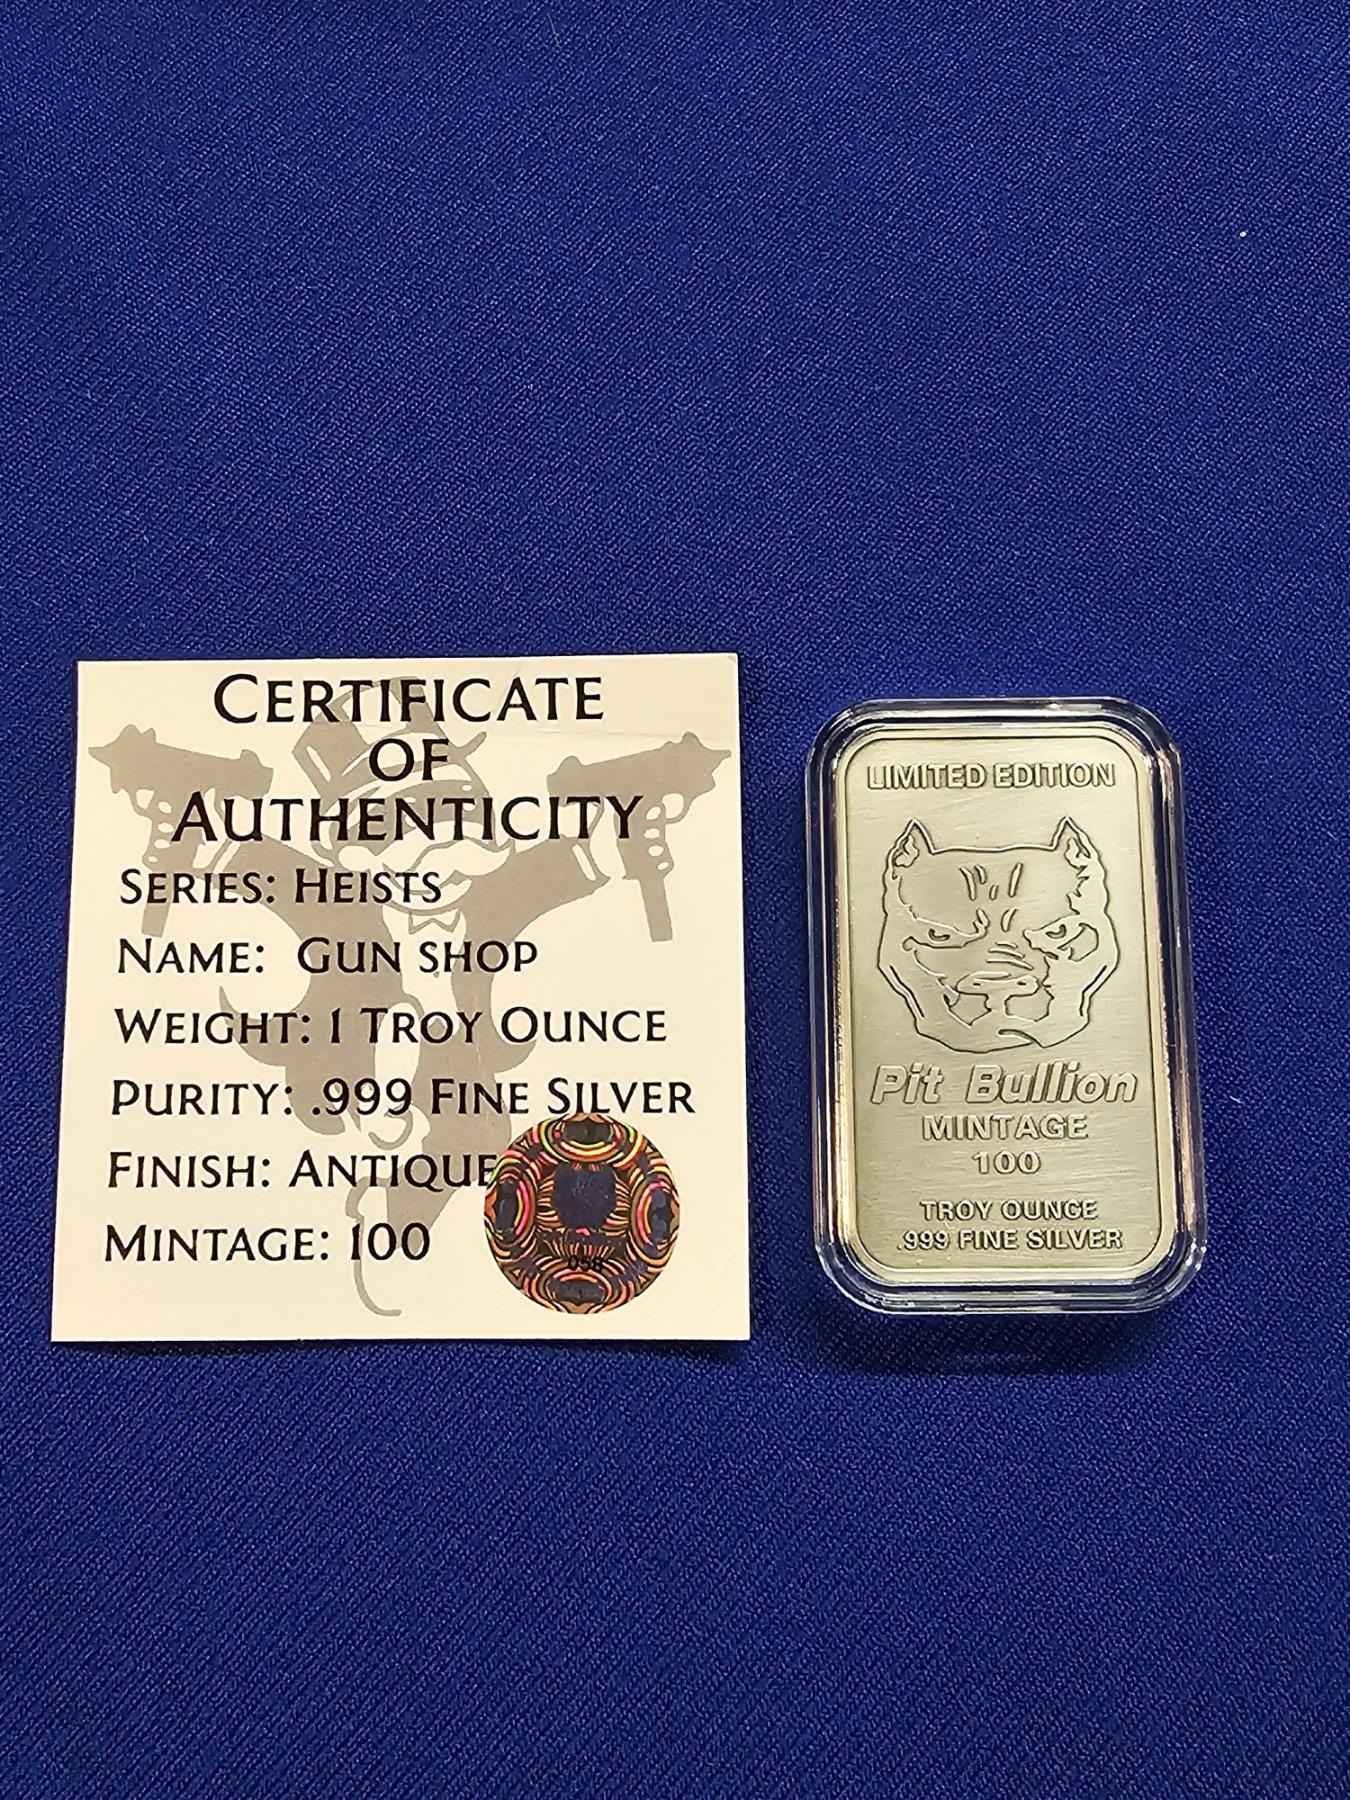 CERTIFICATE
OF
AUTHENTICITY
SERIES: HEISTS
NAME: GUN SHOP
WEIGHT: 1 TROY OUNCE
PURITY: .999 FINE SILVER
FINISH: ANTIQUE
MINTAGE: 100
058
LIMITED EDITION
Pit Bullion
MINTAGE
100
TROY OUNCE
.999 FINE SILVER